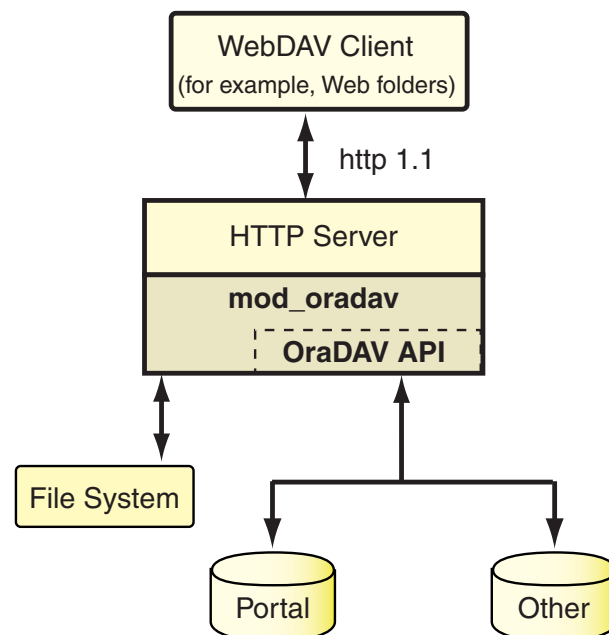 WebDAV Client
(for example, Web folders)
http 1.1
HTTP Server
mod_oradav
OraDAV API
File System
Portal
Other